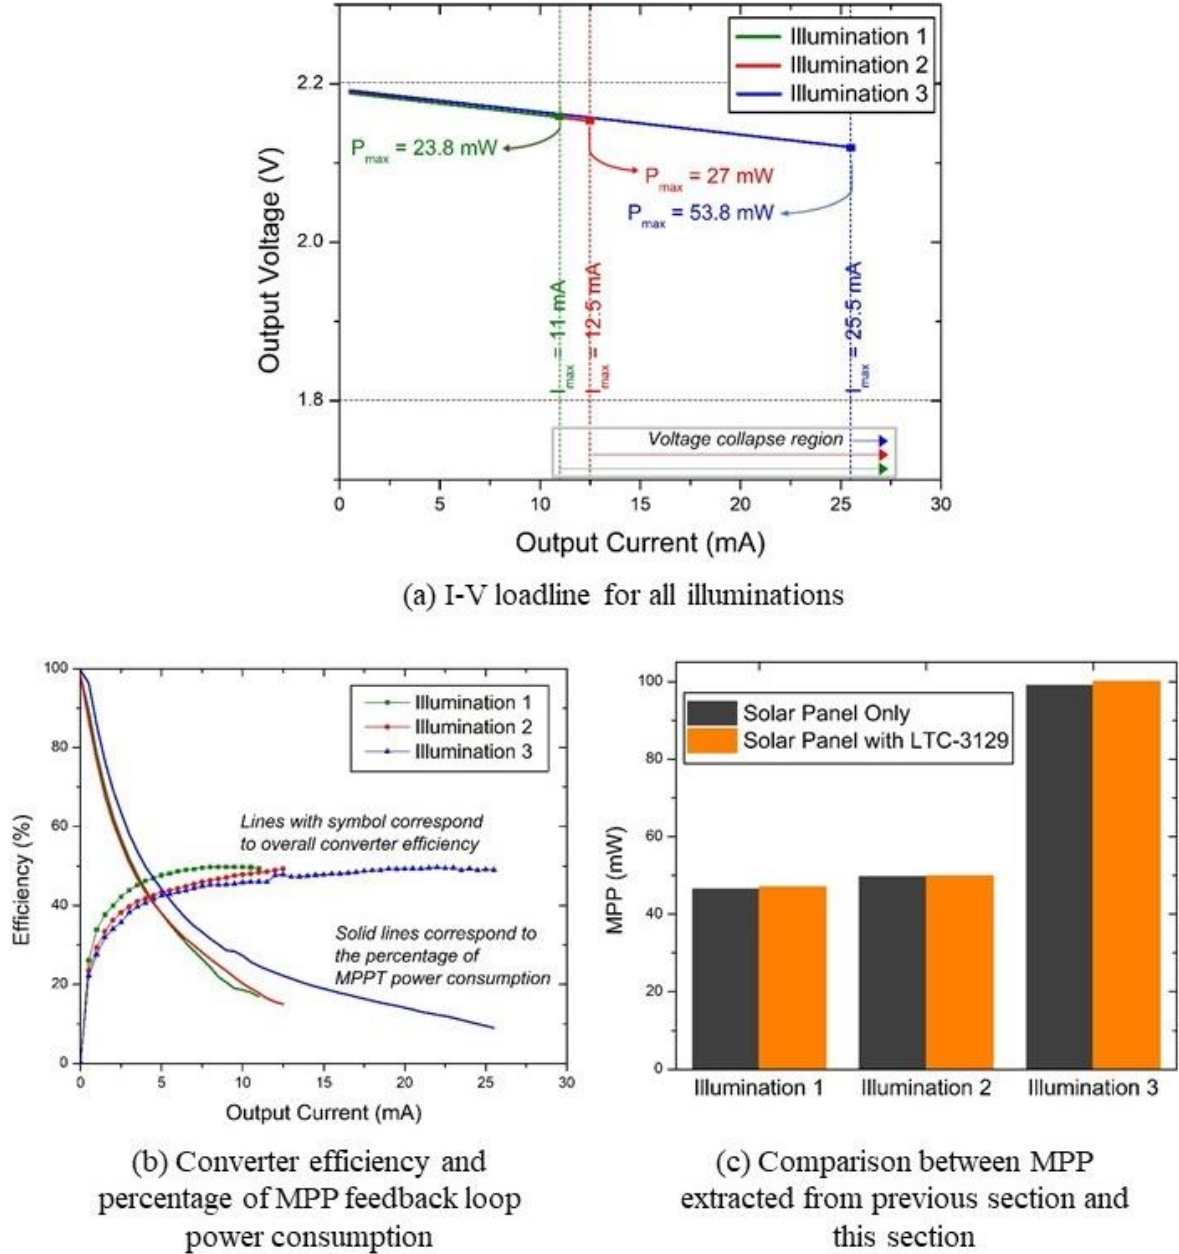 Illumination 1
Illumination 2
Illumination 3
2.2
2.0
1.8
Output Voltage (V)
Pmax = 23.8 mW
Pmax = 27 mW
Pmax = 53.8 mW
Imax = 11 mA
Imax = 12.5 mA
Imax = 25.5 mA
Voltage collapse region
0 5 10 15 20 25 30
Output Current (mA)
(a) I-V loadline for all illuminations
100
80
60
40
20
0
Efficiency (%)
Illumination 1
Illumination 2
Illumination 3
Lines with symbol correspond
to overall converter efficiency
Solid lines correspond to
the percentage of
MPPT power consumption
0 5 10 15 20 25 30
Output Current (mA)
(b) Converter efficiency and
percentage of MPP feedback loop
power consumption
100
80
60
40
20
0
MPP (mW)
Solar Panel Only
Solar Panel with LTC-3129
Illumination 1 Illumination 2 Illumination 3
(c) Comparison between MPP
extracted from previous section and
this section